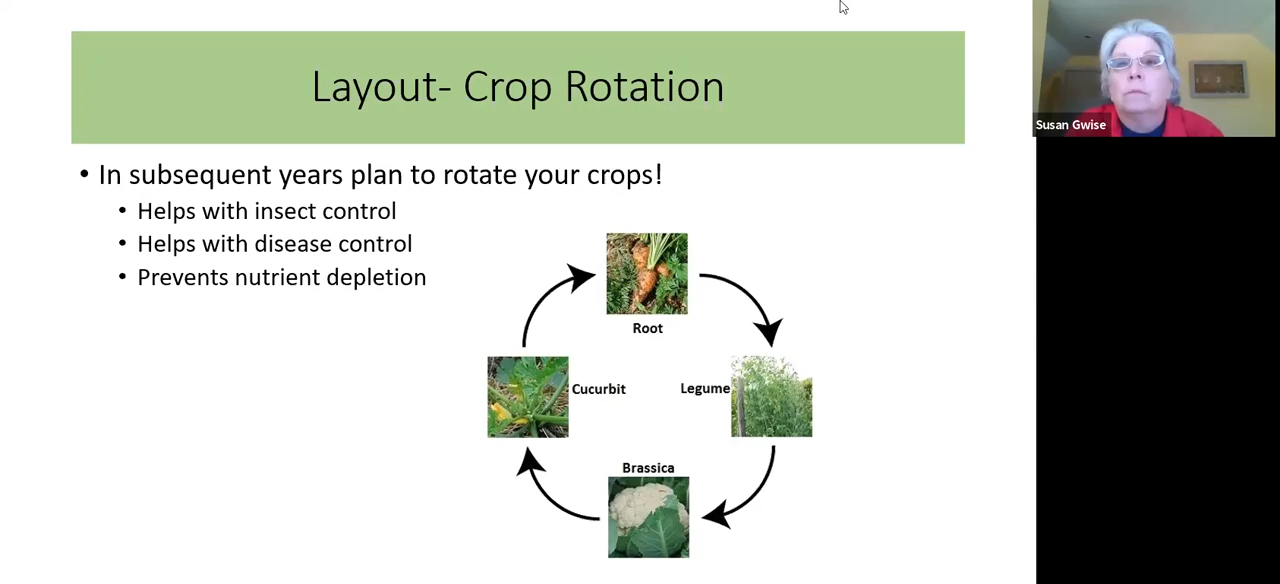 Layout- Crop Rotation
• In subsequent years plan to rotate your crops!
• Helps with insect control
• Helps with disease control
• Prevents nutrient depletion
Root
Cucurbit
Legume
Brassica
Susan Gwise